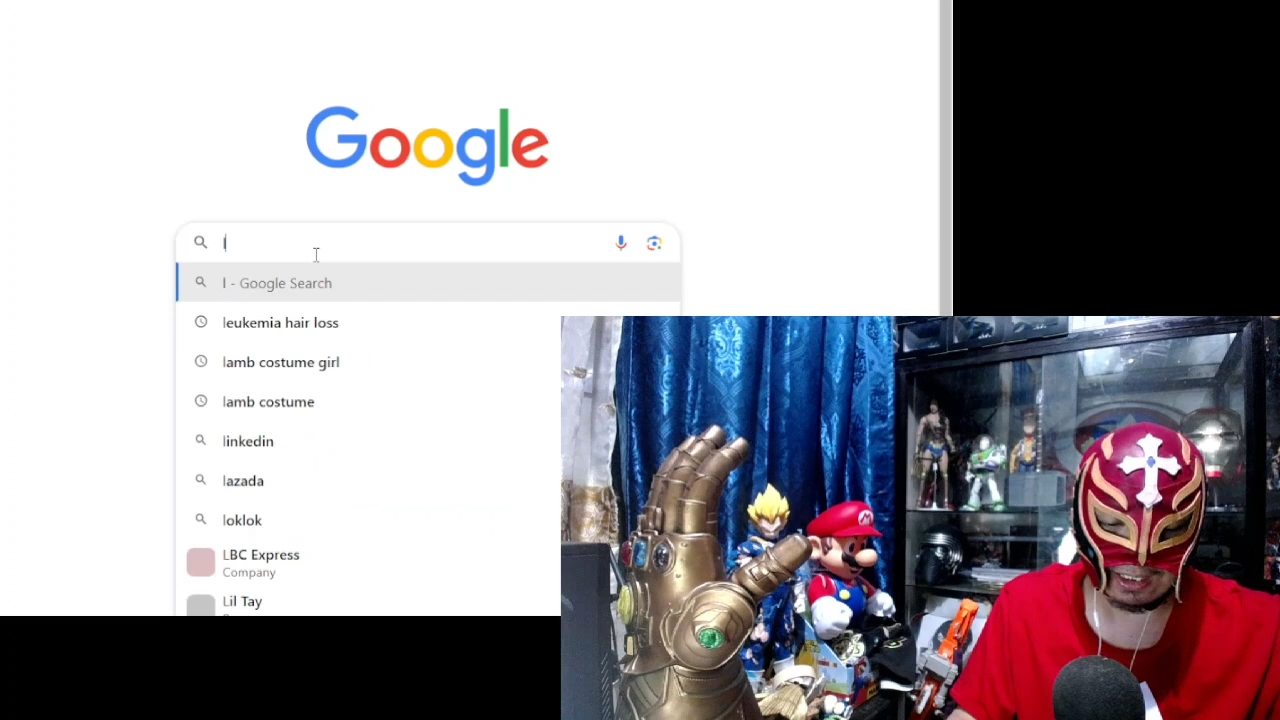 Google
l
l - Google Search
leukemia hair loss
lamb costume girl
lamb costume
linkedin
lazada
loklok
LBC Express
Company
Lil Tay
M